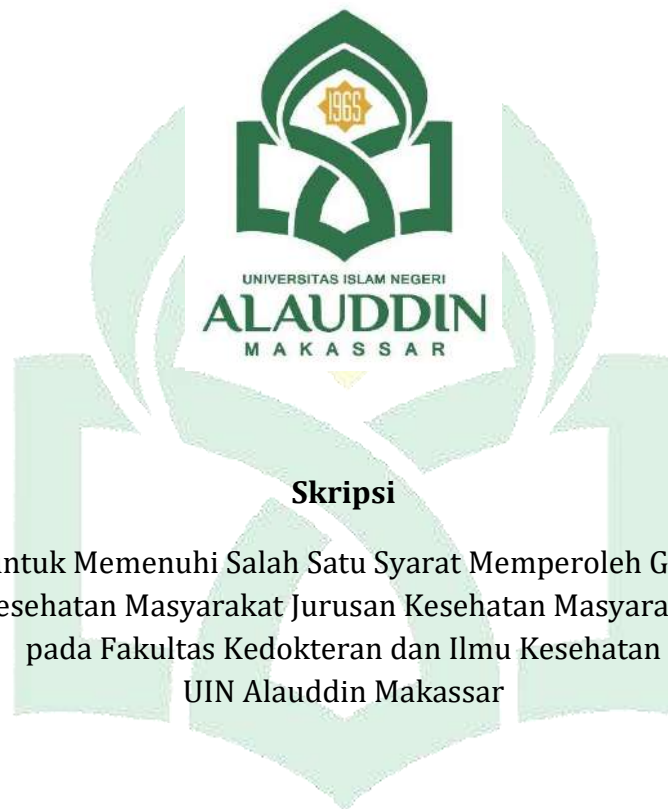 1965
UNIVERSITAS ISLAM NEGERI
ALAUDDIN
MAKASSAR
Skripsi
ntuk Memenuhi Salah Satu Syarat Memperoleh G
esehatan Masyarakat Jurusan Kesehatan Masyara
pada Fakultas Kedokteran dan Ilmu Kesehatan
UIN Alauddin Makassar